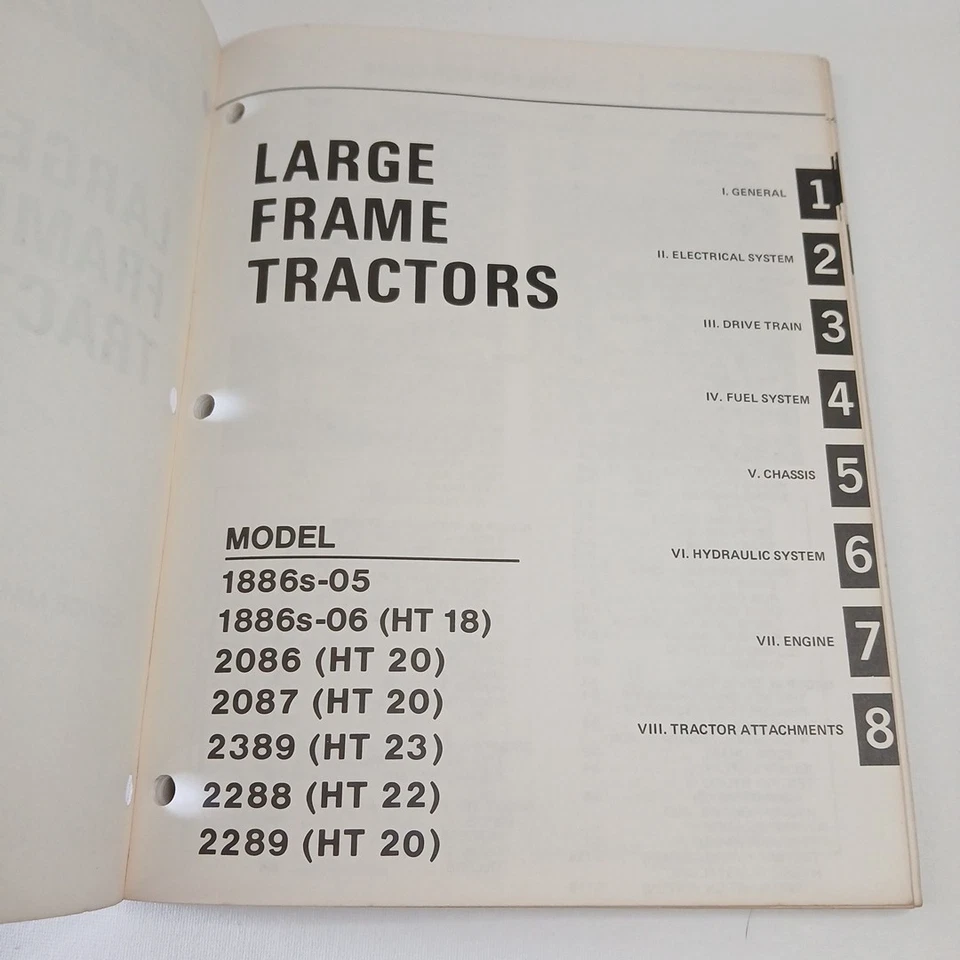 LARGE
FRAME
TRACTORS
I. GENERAL 1
II. ELECTRICAL SYSTEM 2
III. DRIVE TRAIN 3
IV. FUEL SYSTEM 4
V. CHASSIS 5
VI. HYDRAULIC SYSTEM 6
VII. ENGINE 7
VIII. TRACTOR ATTACHMENTS 8
MODEL
1886s-05
1886s-06 (HT 18)
2086 (HT 20)
2087 (HT 20)
2389 (HT 23)
2288 (HT 22)
2289 (HT 20)